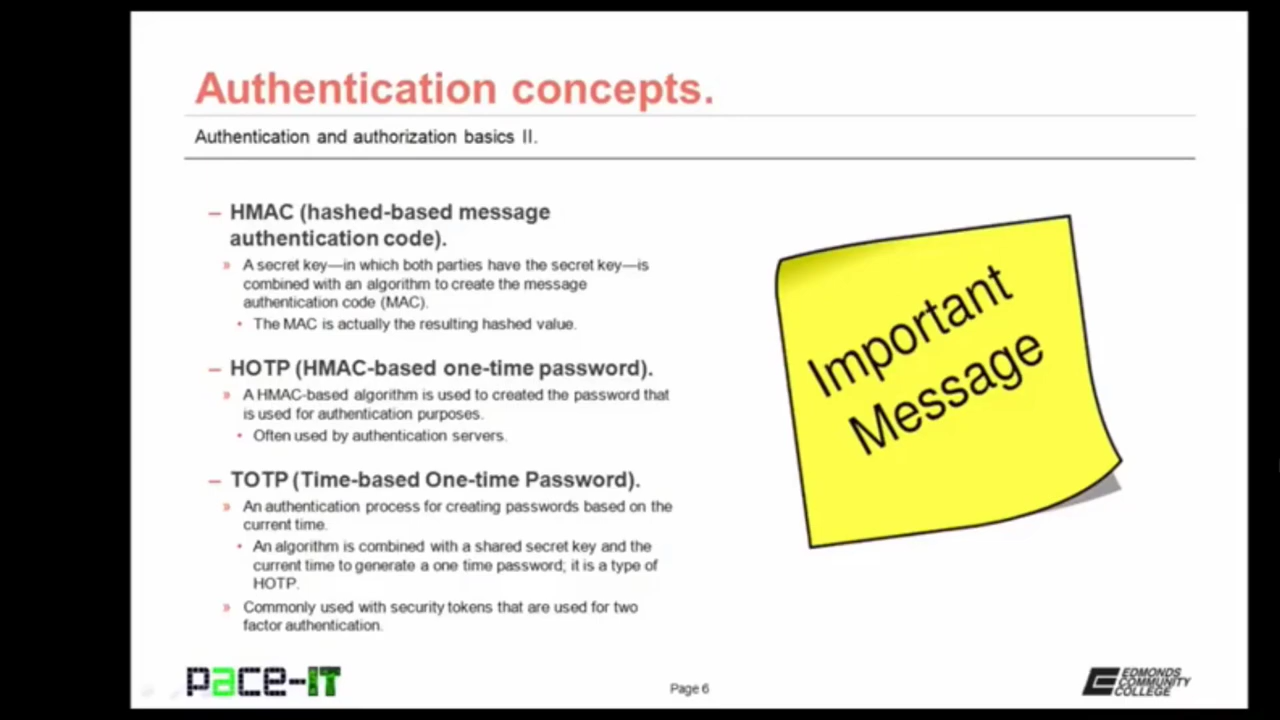 Authentication concepts.
Authentication and authorization basics II.
– HMAC (hashed-based message
authentication code).
» A secret key—in which both parties have the secret key—is
combined with an algorithm to create the message
authentication code (MAC).
• The MAC is actually the resulting hashed value.
– HOTP (HMAC-based one-time password).
» A HMAC-based algorithm is used to created the password that
is used for authentication purposes.
• Often used by authentication servers.
– TOTP (Time-based One-time Password).
» An authentication process for creating passwords based on the
current time.
• An algorithm is combined with a shared secret key and the
current time to generate a one time password; it is a type of
HOTP.
» Commonly used with security tokens that are used for two
factor authentication.
Important
Message
pace-IT
Page 6
EDMONDS
COMMUNITY
COLLEGE